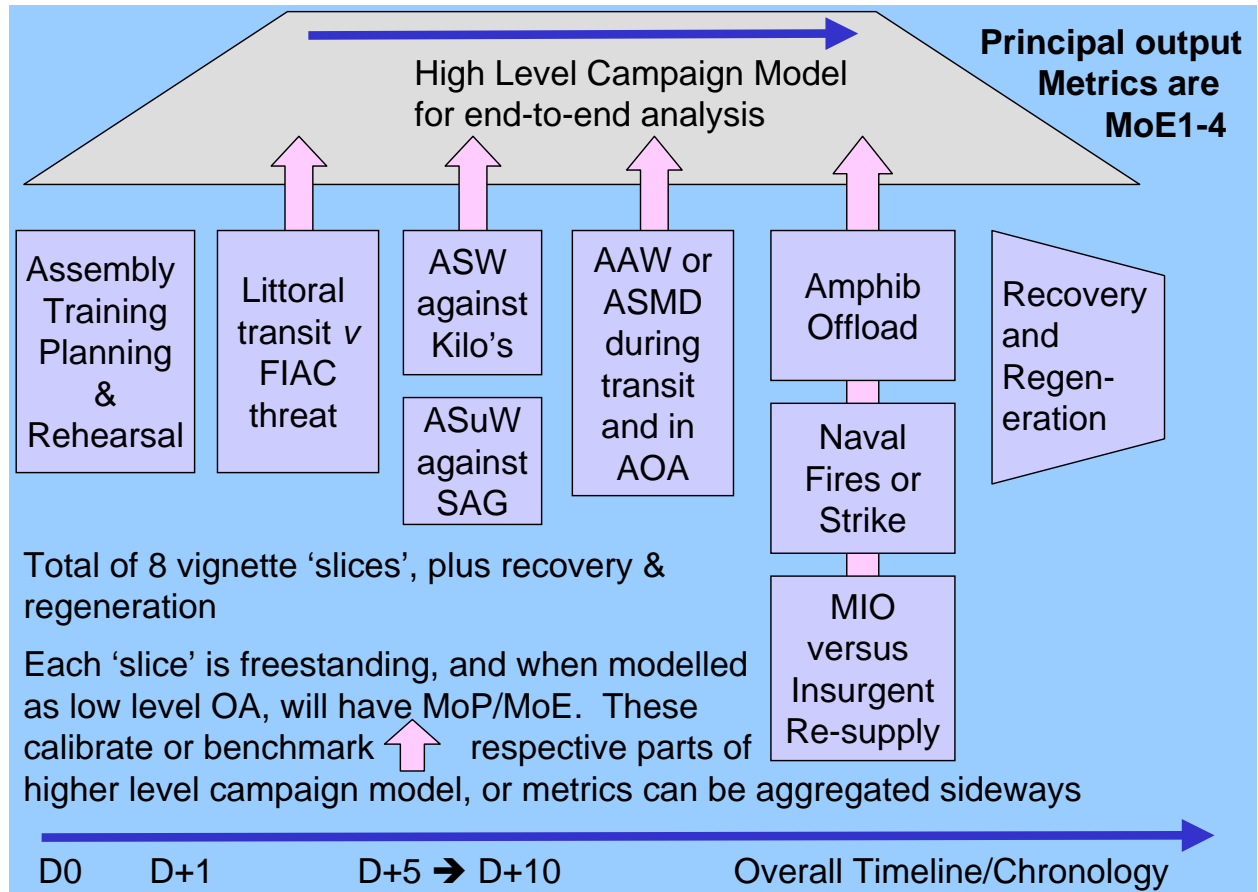 Principal output
Metrics are
MoE1-4
High Level Campaign Model
for end-to-end analysis
Assembly
Training
Planning
&
Rehearsal
Littoral
transit v
FIAC
threat
ASW
against
Kilo's
ASuW
against
SAG
AAW or
ASMD
during
transit
and in
AOA
Amphib
Offload
Naval
Fires or
Strike
MIO
versus
Insurgent
Re-supply
Recovery
and
Regen-
eration
Total of 8 vignette ‘slices’, plus recovery &
regeneration
Each ‘slice’ is freestanding, and when modelled
as low level OA, will have MoP/MoE. These
calibrate or benchmark respective parts of
higher level campaign model, or metrics can be aggregated sideways
D0 D+1 D+5 ➔ D+10 Overall Timeline/Chronology